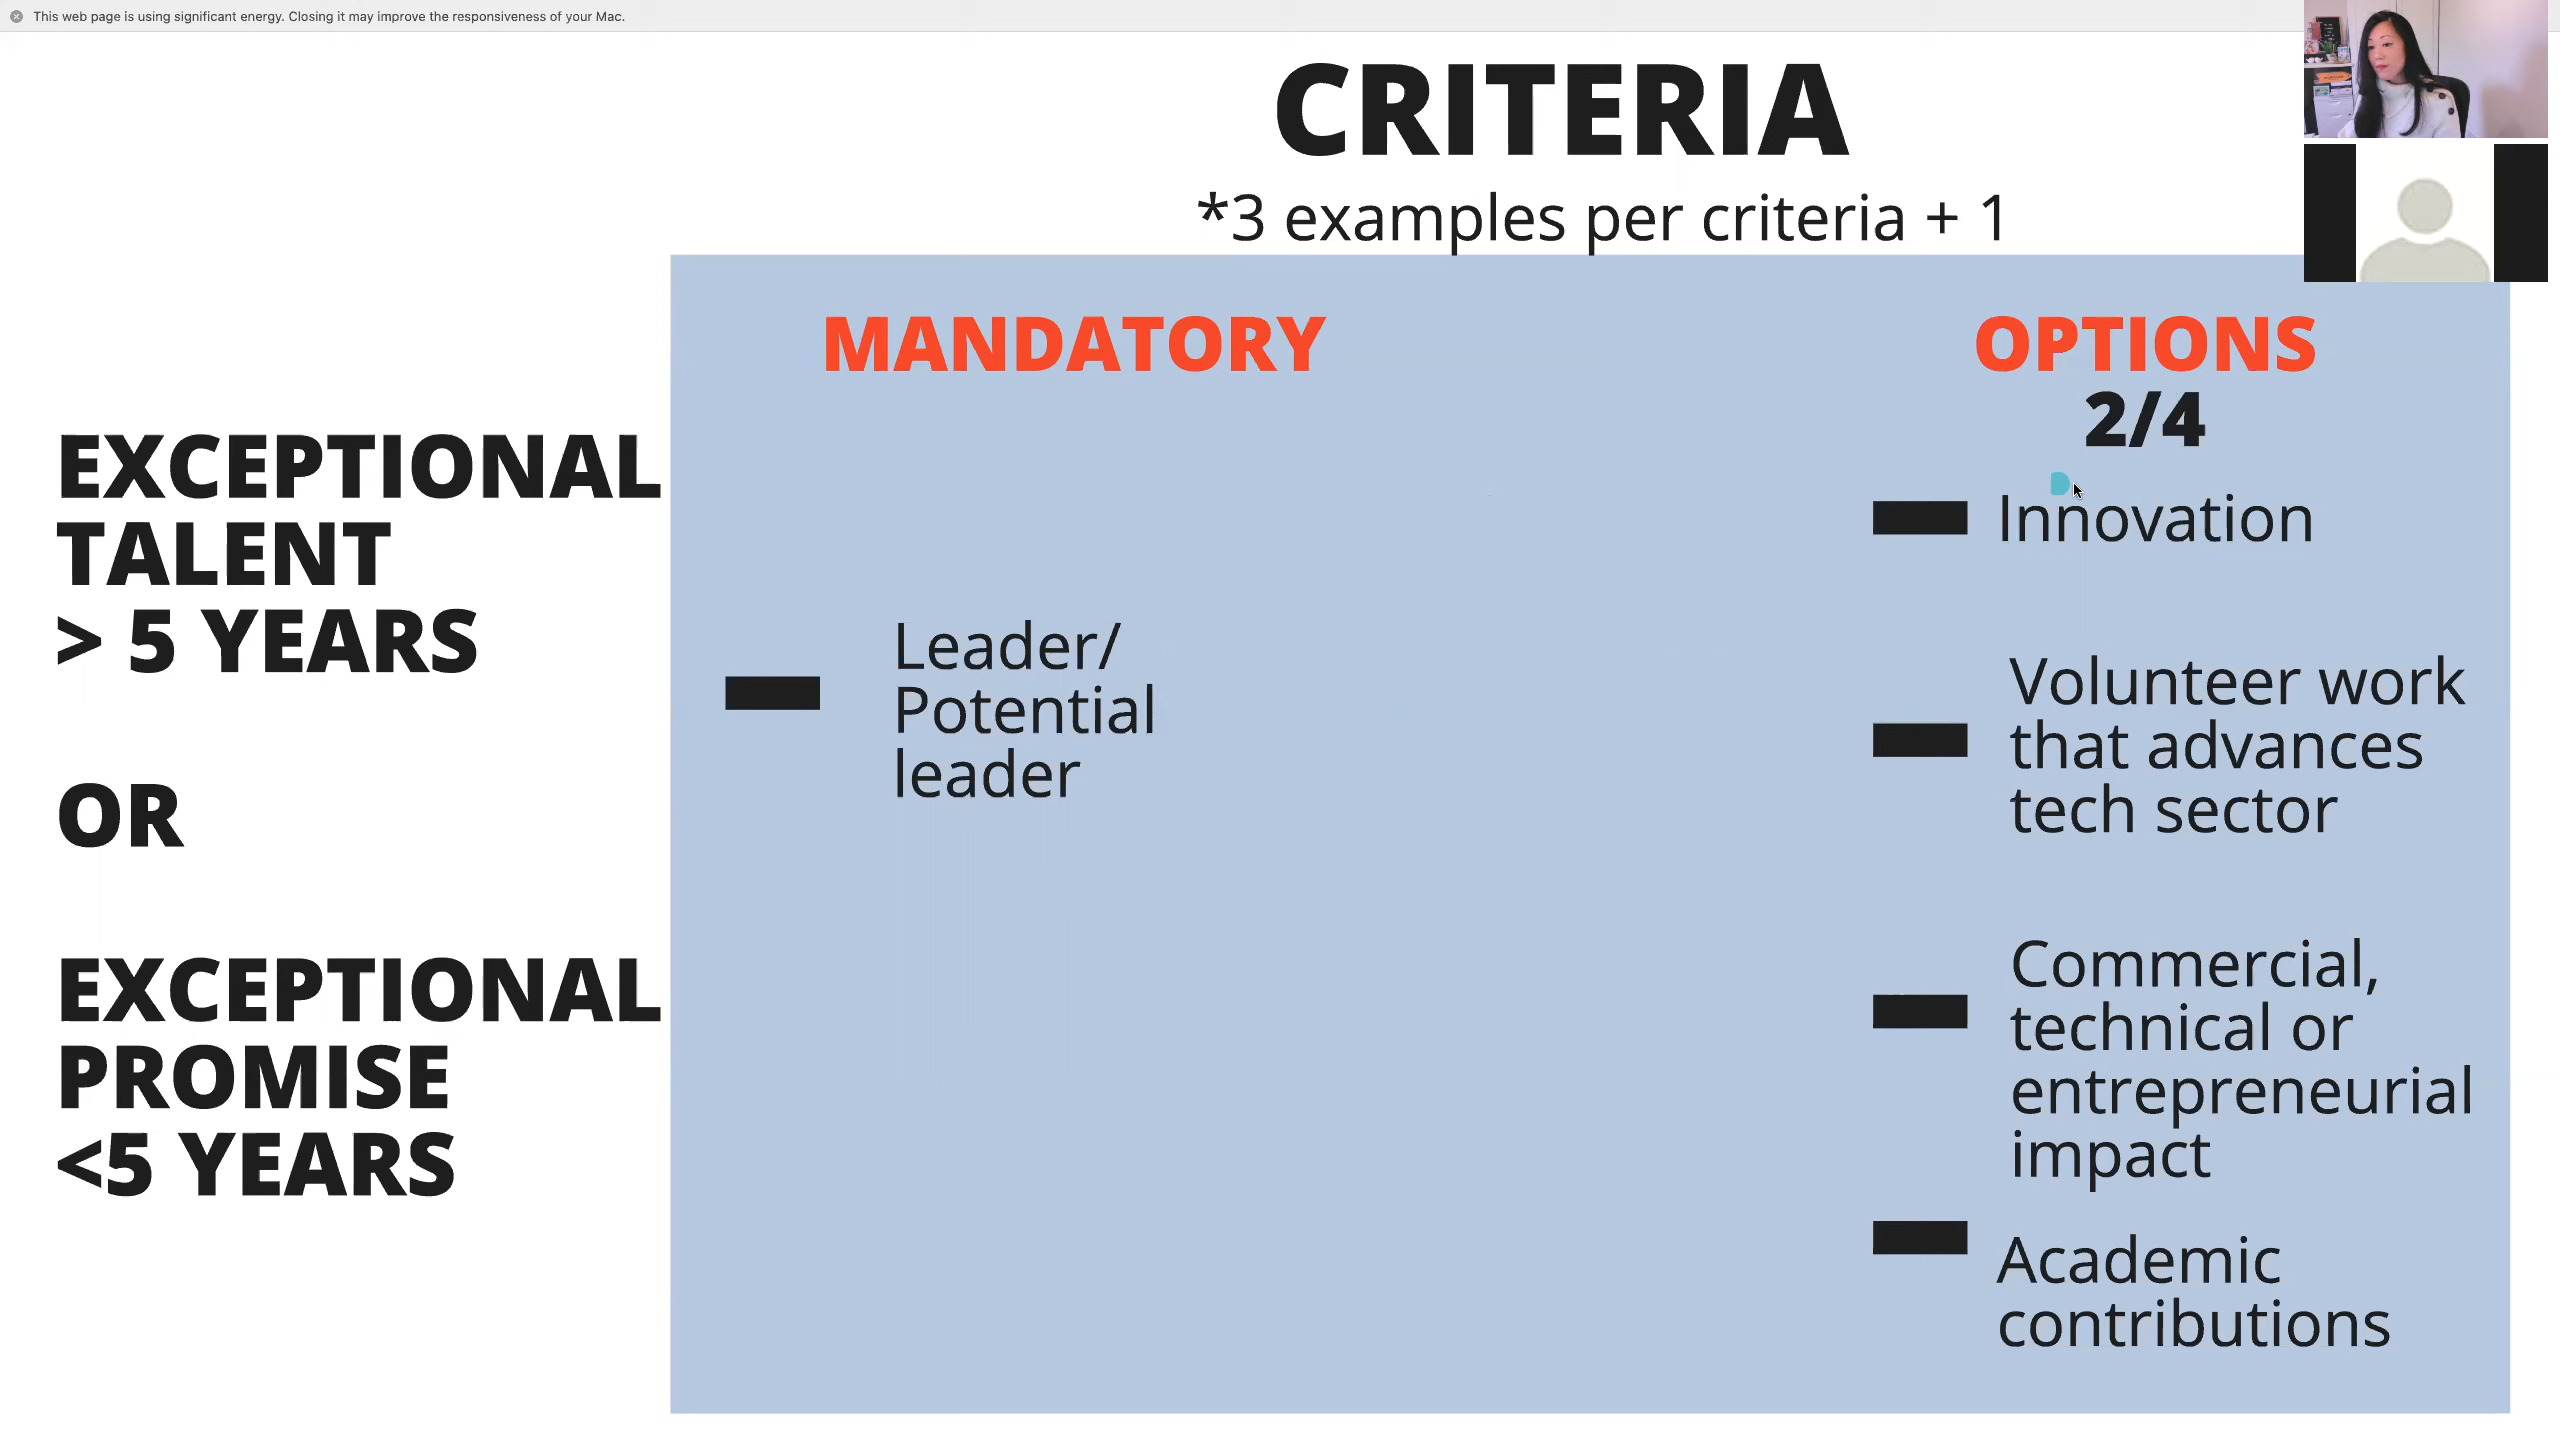 This web page is using significant energy. Closing it may improve the responsiveness of your Mac.
CRITERIA
*3 examples per criteria + 1
EXCEPTIONAL
TALENT
> 5 YEARS
OR
EXCEPTIONAL
PROMISE
<5 YEARS
MANDATORY
Leader/
Potential
leader
OPTIONS
2/4
Innovation
Volunteer work
that advances
tech sector
Commercial,
technical or
entrepreneurial
impact
Academic
contributions